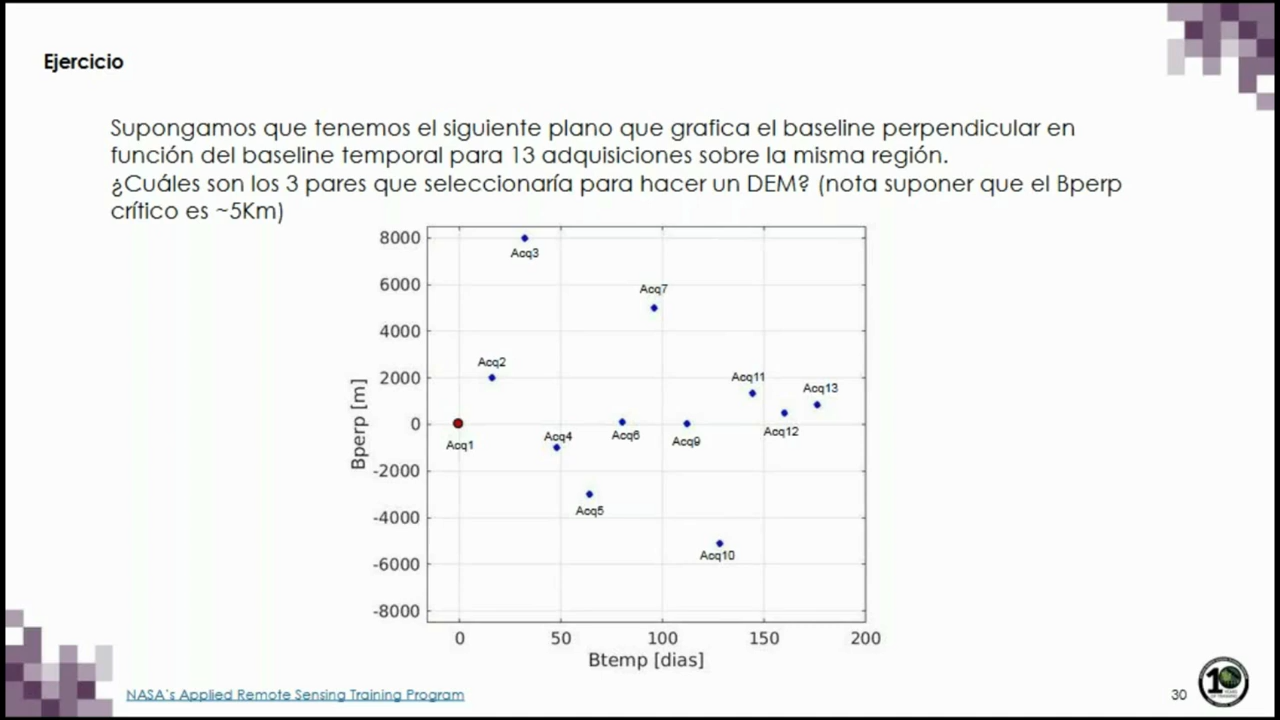 Ejercicio
Supongamos que tenemos el siguiente plano que grafica el baseline perpendicular en
función del baseline temporal para 13 adquisiciones sobre la misma región.
¿Cuáles son los 3 pares que seleccionaría para hacer un DEM? (nota suponer que el Bperp
crítico es ~5Km)
8000
Acq3
6000
Acq7
4000
Acq2
2000
Acq11
Acq13
Bperp [m]
0
Acq1
Acq4
Acq6
Acq9
Acq12
-2000
Acq5
-4000
Acq10
-6000
-8000
0 50 100 150 200
Btemp [dias]
NASA's Applied Remote Sensing Training Program
30
10